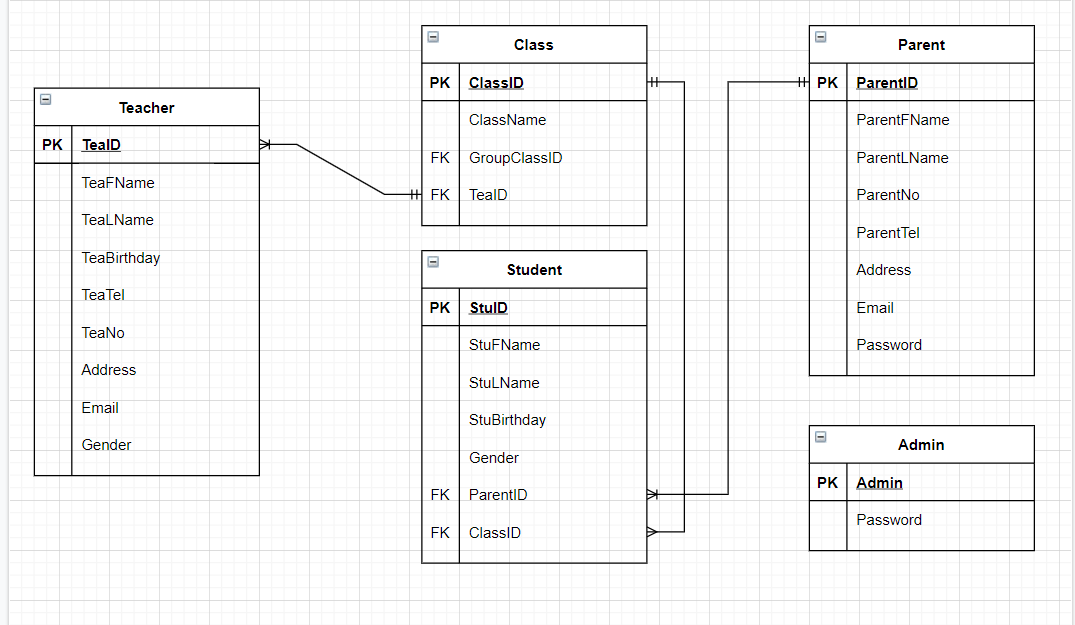 Teacher
PK TeaID
TeaFName
TeaLName
TeaBirthday
TeaTel
TeaNo
Address
Email
Gender
Class
PK ClassID
ClassName
FK GroupClassID
FK TeaID
Student
PK StuID
StuFName
StuLName
StuBirthday
Gender
FK ParentID
FK ClassID
Parent
PK ParentID
ParentFName
ParentLName
ParentNo
ParentTel
Address
Email
Password
Admin
PK Admin
Password